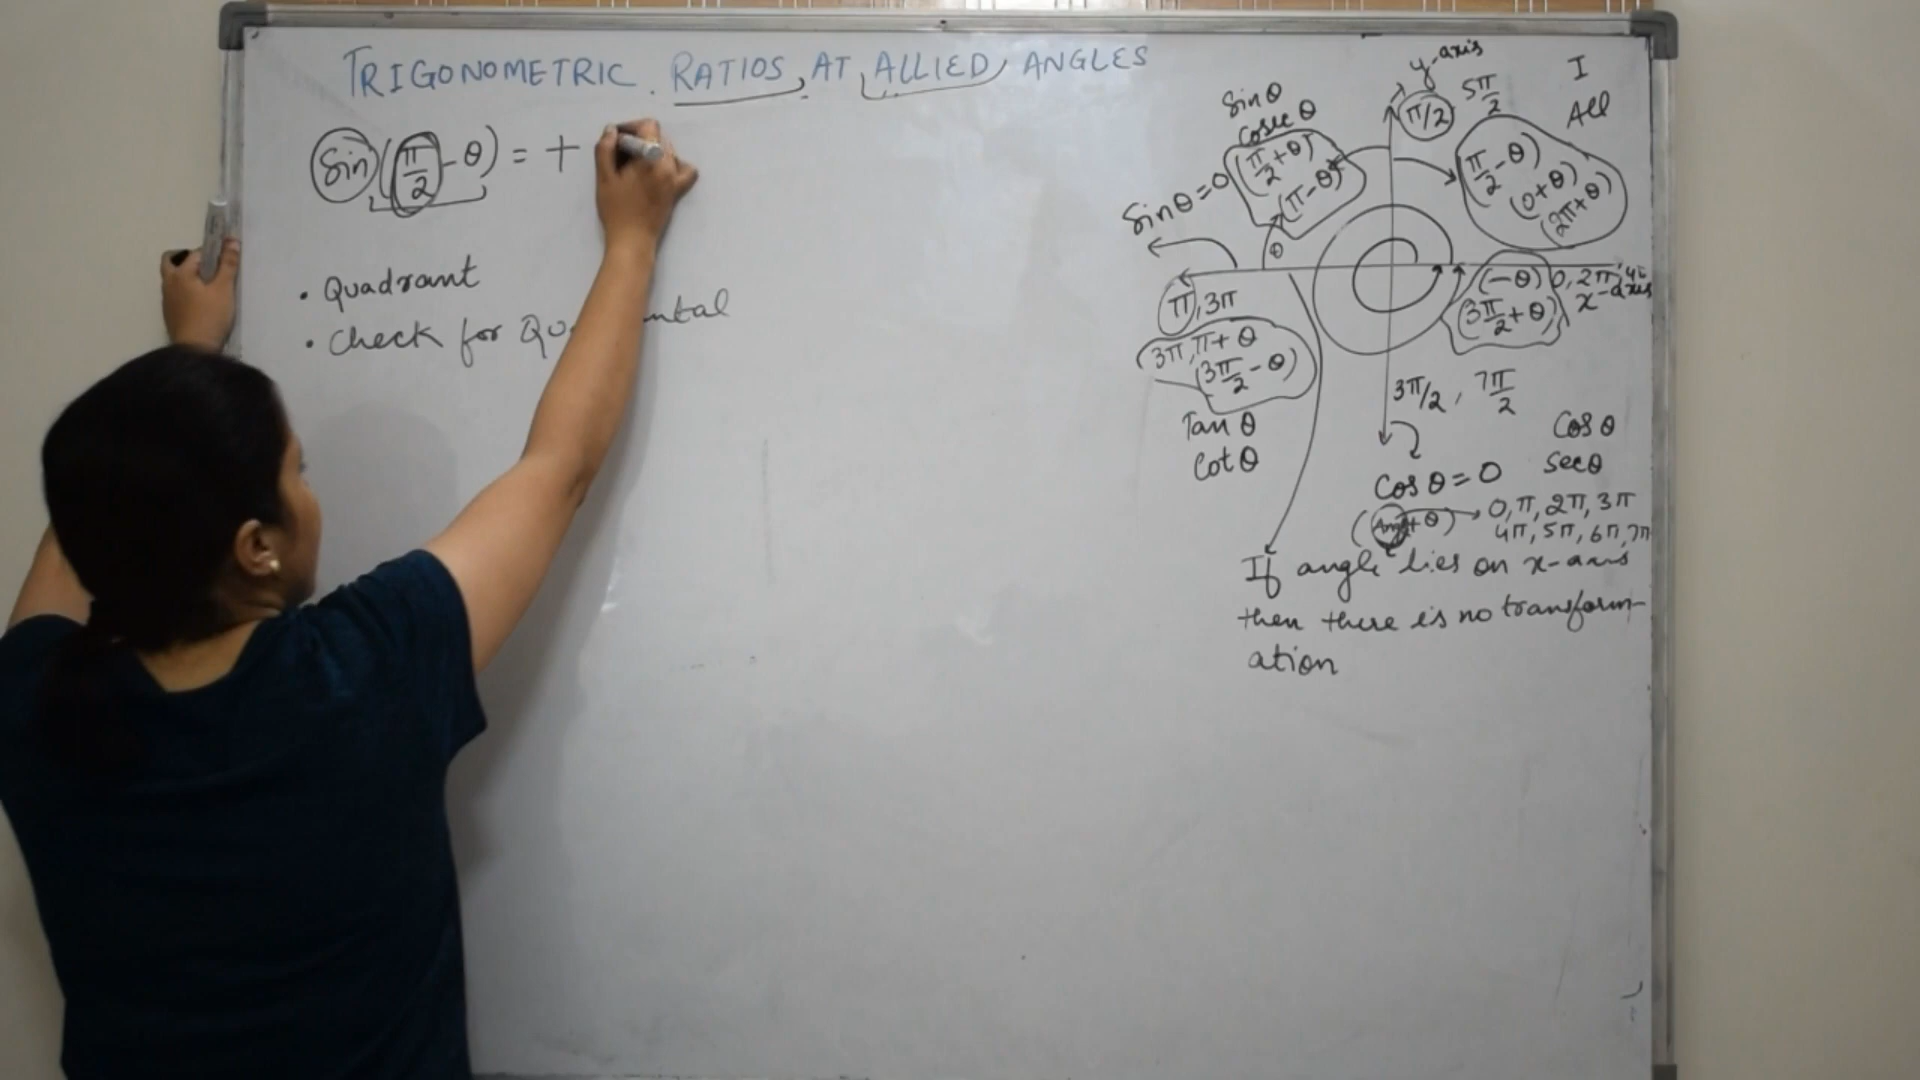 TRIGONOMETRIC RATIOS AT ALLIED ANGLES
Sin(π/2 - θ) = +
• Quadrant
• Check for
y-axis
π/2 5π/2
I
All
Sin θ
cosec θ
(π/2 + θ)
(π - θ)
Sin θ = 0
θ
(π/2 - θ)
(0 + θ)
(2π + θ)
(-θ) 0, 2π, 4π
x-axis
(3π/2 + θ)
π, 3π
3π, π + θ
(3π/2 - θ)
Tan θ
Cot θ
3π/2, 7π/2
Cos θ
Sec θ
Cos θ = 0
0, π, 2π, 3π
4π, 5π, 6π, 7π
If angle lies on x-axis
then there is no transform-
ation